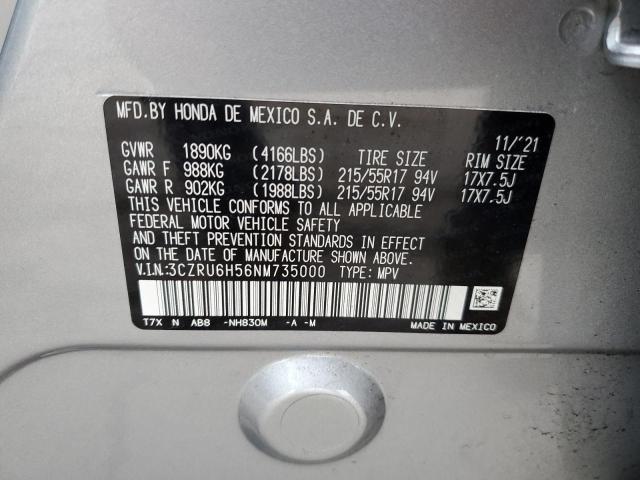 MFD.BY HONDA DE MEXICO S.A. DE C.V.
11/'21
GVWR 1890KG (4166LBS) TIRE SIZE RIM SIZE
GAWR F 988KG (2178LBS) 215/55R17 94V 17X7.5J
GAWR R 902KG (1988LBS) 215/55R17 94V 17X7.5J
THIS VEHICLE CONFORMS TO ALL APPLICABLE
FEDERAL MOTOR VEHICLE SAFETY
AND THEFT PREVENTION STANDARDS IN EFFECT
ON THE DATE OF MANUFACTURE SHOWN ABOVE.
V.I.N:3CZRU6H56NM735000 TYPE: MPV
T7X N AB8 -NH830M -A -M
MADE IN MEXICO